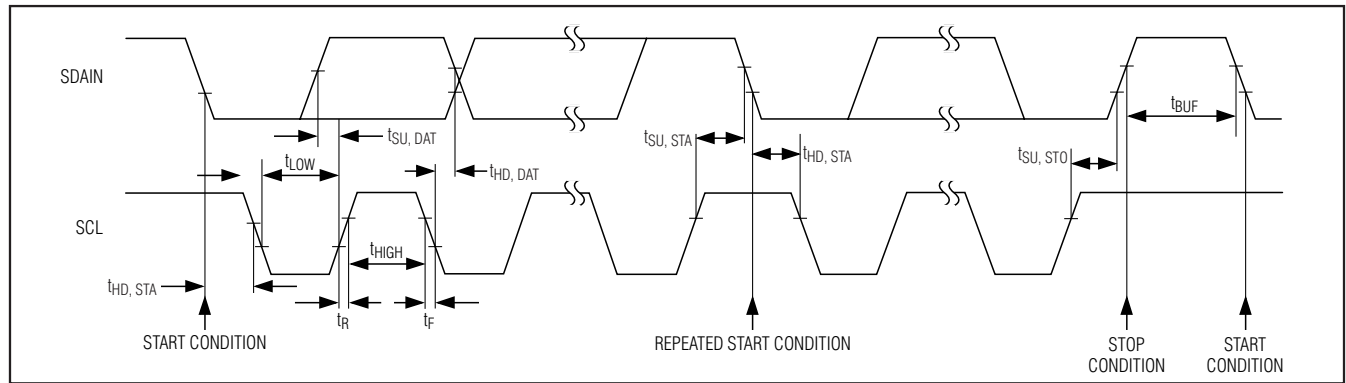 SDAIN
tSU, DAT
tLOW
tHD, DAT
tSU, STA
tHD, STA
tBUF
tSU, STO
SCL
tHIGH
tHD, STA
tR
tF
START CONDITION
REPEATED START CONDITION
STOP
CONDITION
START
CONDITION